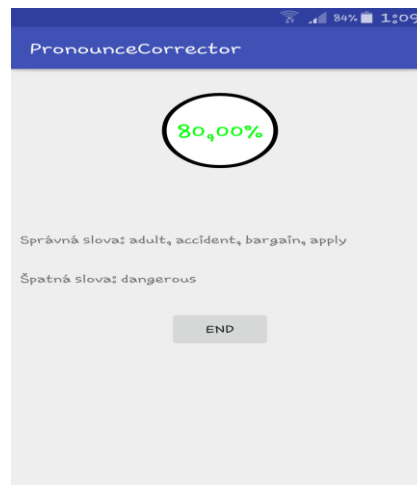 84% 1:09
PronounceCorrector
80,00%
Správná slova: adult, accident, bargain, apply
Špatná slova: dangerous
END